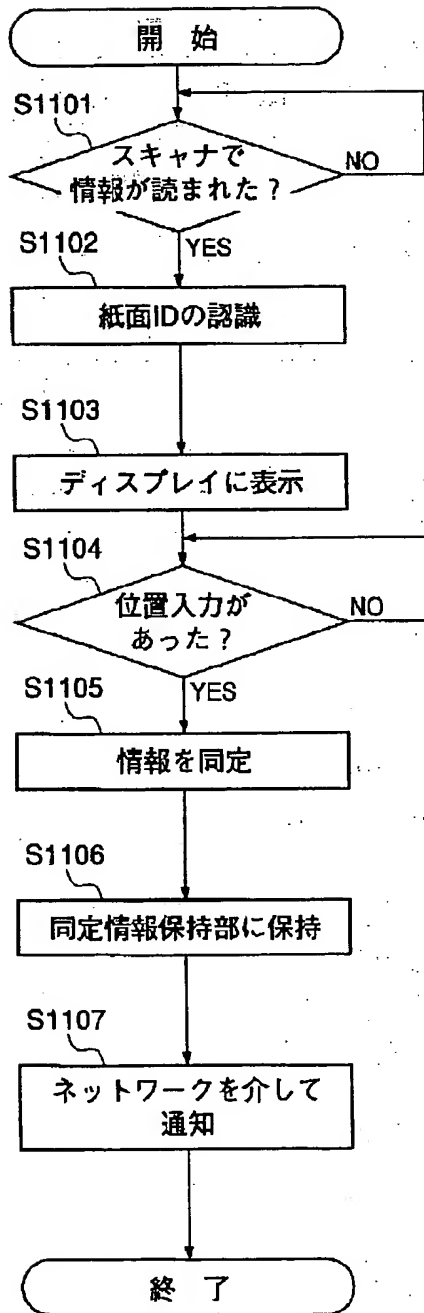 開 始
S1101
スキャナで
情報が読まれた?
NO
YES
S1102
紙面IDの認識
S1103
ディスプレイに表示
S1104
位置入力が
あった?
NO
YES
S1105
情報を同定
S1106
同定情報保持部に保持
S1107
ネットワークを介して
通知
終 了